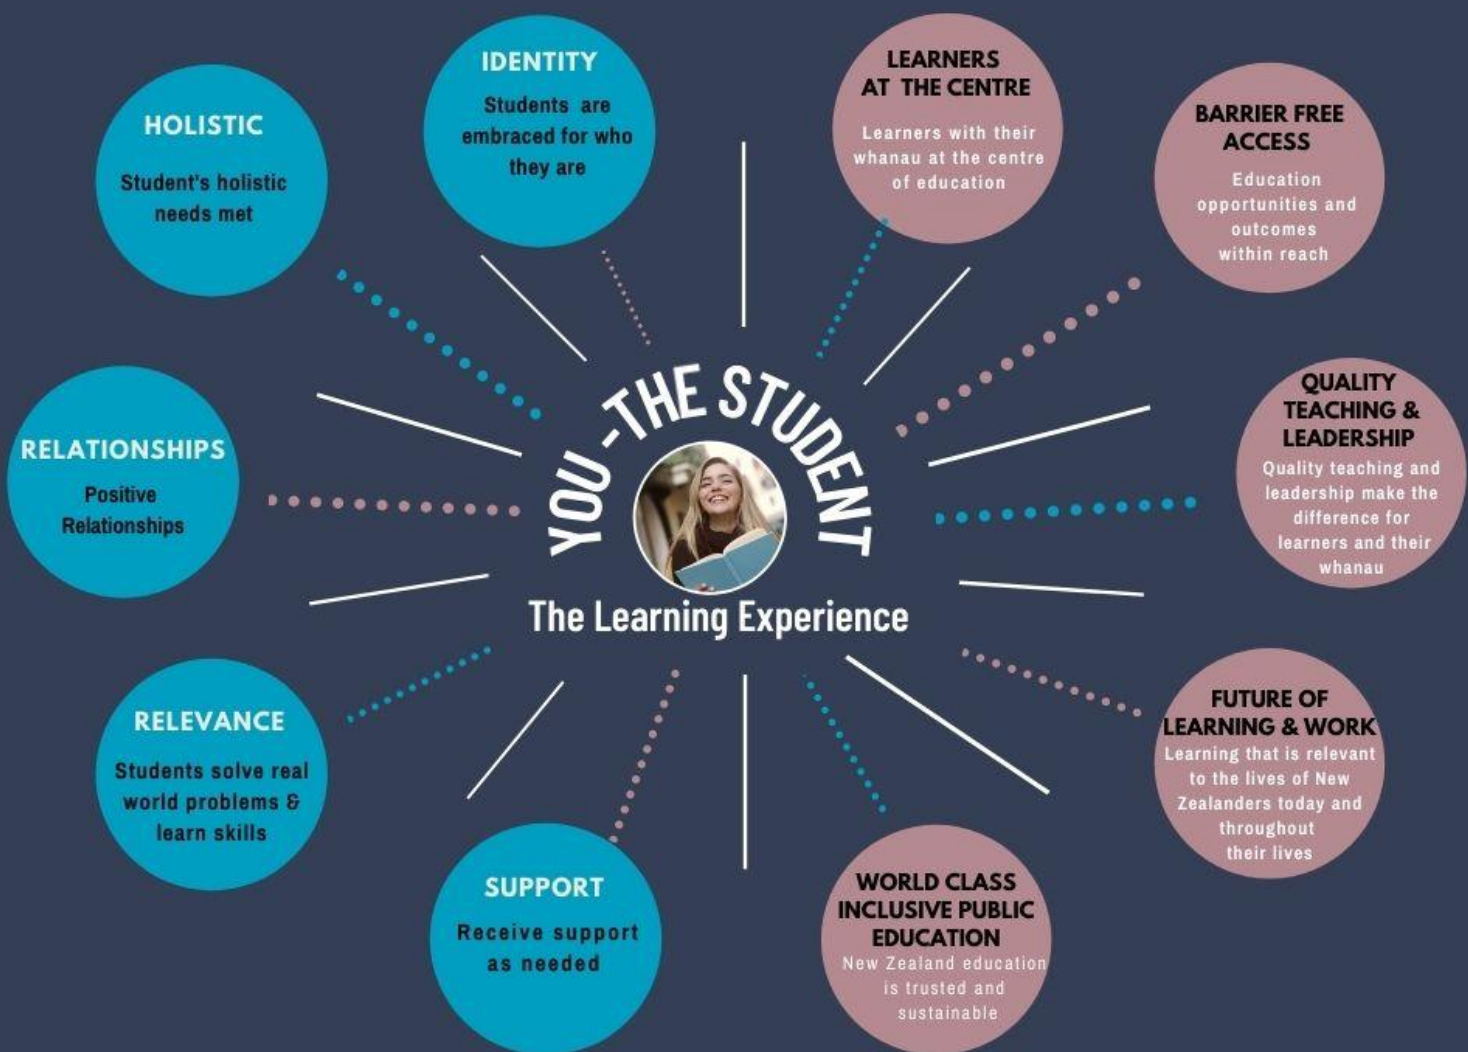 IDENTITY
Students are
embraced for who
they are
LEARNERS
AT THE CENTRE
Learners with their
whanau at the centre
of education
HOLISTIC
Student's holistic
needs met
BARRIER FREE
ACCESS
Education
opportunities and
outcomes
within reach
YOU -THE STUDENT
The Learning Experience
RELATIONSHIPS
Positive
Relationships
QUALITY
TEACHING &
LEADERSHIP
Quality teaching and
leadership make the
difference for
learners and their
whanau
RELEVANCE
Students solve real
world problems &
learn skills
FUTURE OF
LEARNING & WORK
Learning that is relevant
to the lives of New
Zealanders today and
throughout
their lives
SUPPORT
Receive support
as needed
WORLD CLASS
INCLUSIVE PUBLIC
EDUCATION
New Zealand education
is trusted and
sustainable